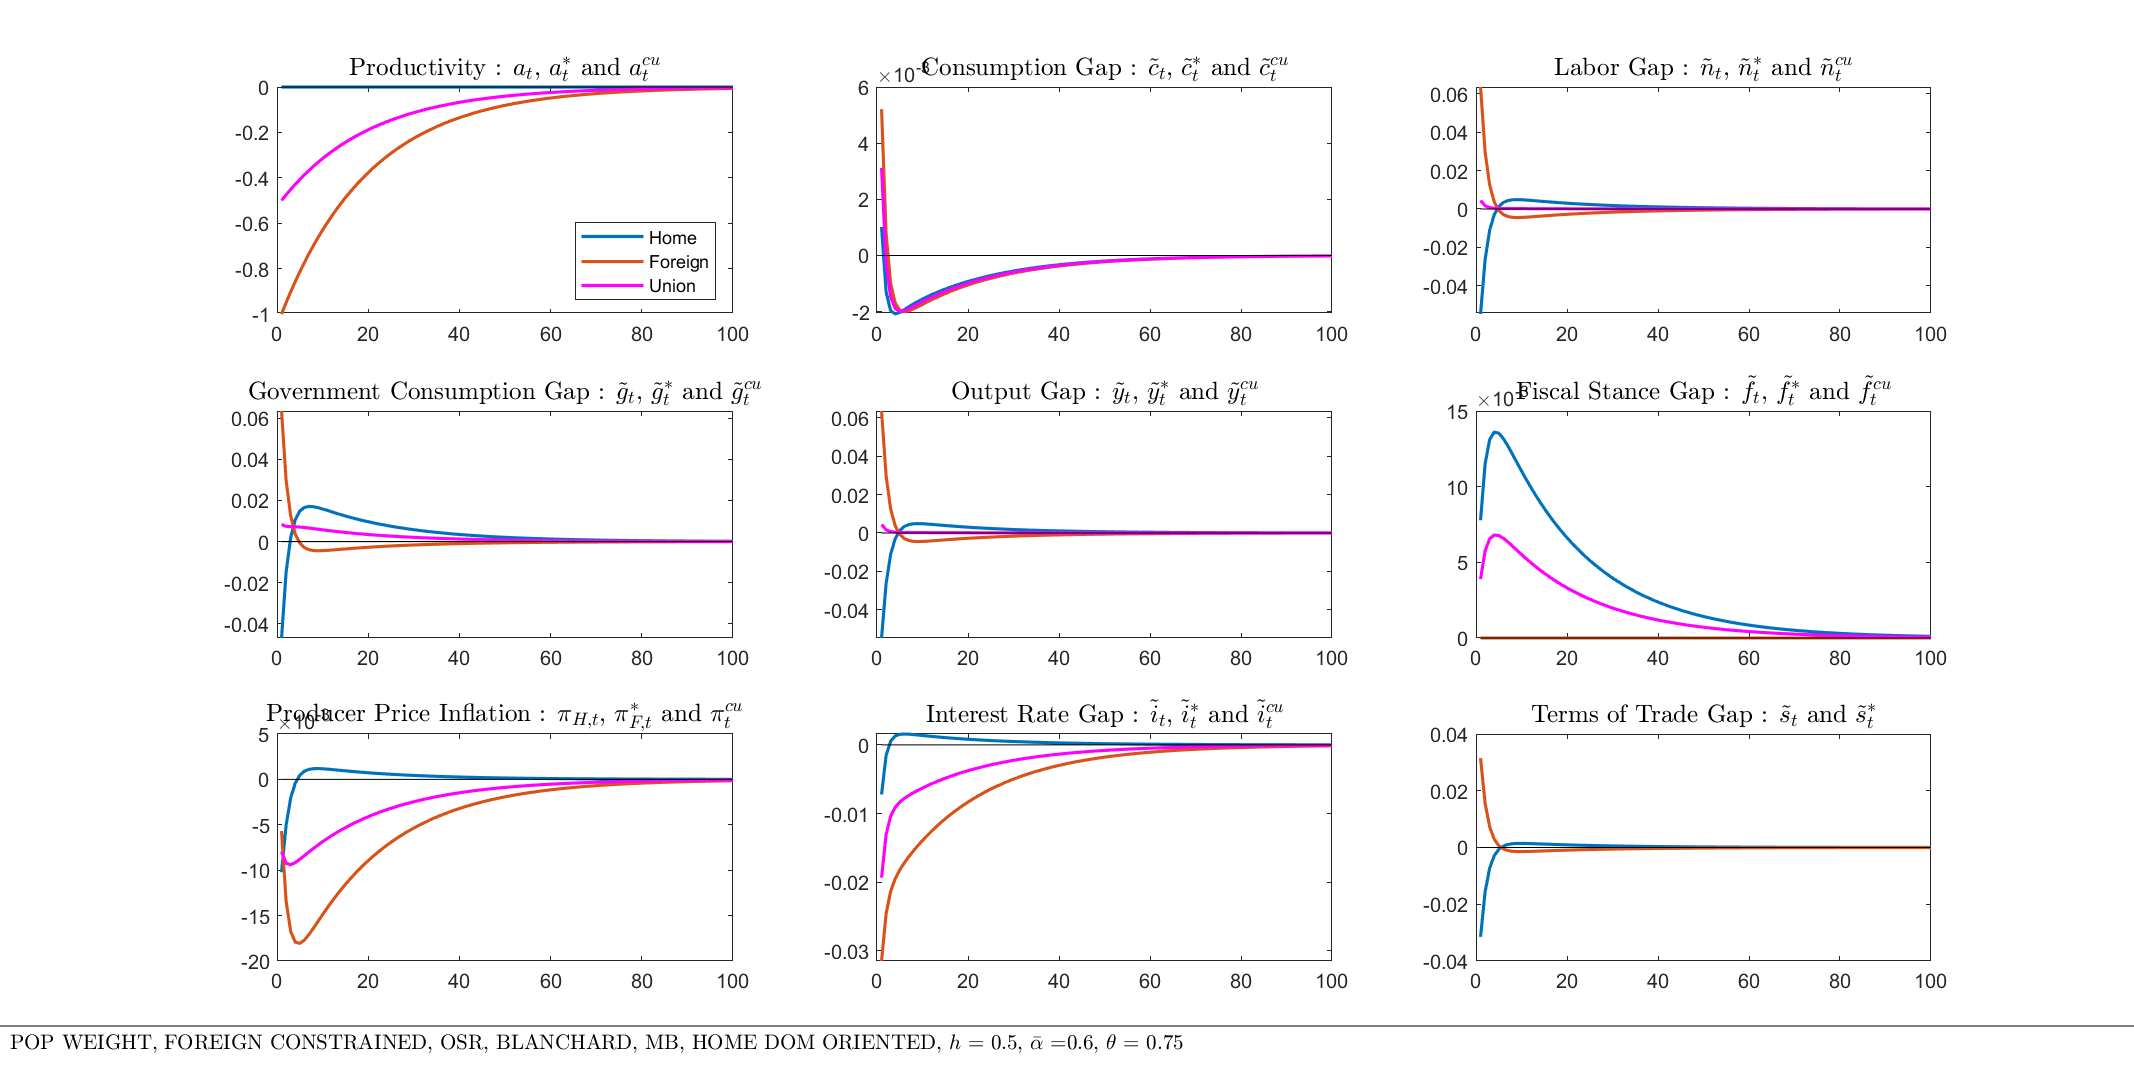 Productivity : a_t, a_t^* and a_t^{cu}
0
-0.2
-0.4
-0.6
-0.8
-1
0 20 40 60 80 100
Home
Foreign
Union
Consumption Gap : c̃_t, c̃_t^* and c̃_t^{cu}
×10^{-3}
6
4
2
0
-2
0 20 40 60 80 100
Labor Gap : ñ_t, ñ_t^* and ñ_t^{cu}
0.06
0.04
0.02
0
-0.02
-0.04
0 20 40 60 80 100
Government Consumption Gap : g̃_t, g̃_t^* and g̃_t^{cu}
0.06
0.04
0.02
0
-0.02
-0.04
0 20 40 60 80 100
Output Gap : ỹ_t, ỹ_t^* and ỹ_t^{cu}
0.06
0.04
0.02
0
-0.02
-0.04
0 20 40 60 80 100
Fiscal Stance Gap : f̃_t, f̃_t^* and f̃_t^{cu}
×10^{-3}
15
10
5
0
0 20 40 60 80 100
Producer Price Inflation : π_{H,t}, π_{F,t}^* and π_t^{cu}
×10^{-3}
5
0
-5
-10
-15
-20
0 20 40 60 80 100
Interest Rate Gap : ĩ_t, ĩ_t^* and ĩ_t^{cu}
0
-0.01
-0.02
-0.03
0 20 40 60 80 100
Terms of Trade Gap : s̃_t and s̃_t^*
0.04
0.02
0
-0.02
-0.04
0 20 40 60 80 100
POP WEIGHT, FOREIGN CONSTRAINED, OSR, BLANCHARD, MB, HOME DOM ORIENTED, h = 0.5, ᾱ =0.6, θ = 0.75